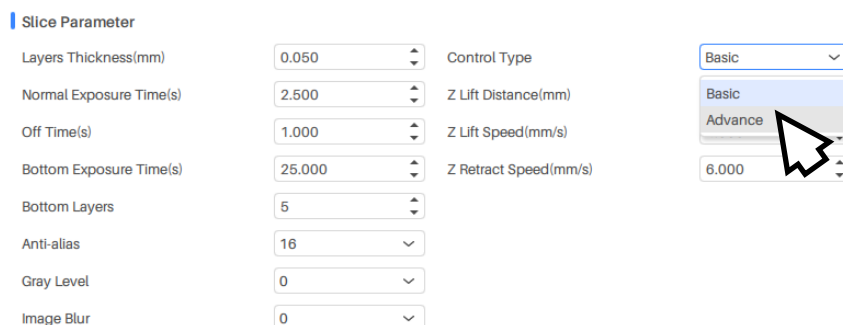 Slice Parameter
Layers Thickness(mm) 0.050 Control Type Basic
Normal Exposure Time(s) 2.500 Z Lift Distance(mm) Basic
Off Time(s) 1.000 Z Lift Speed(mm/s) Advance
Bottom Exposure Time(s) 25.000 Z Retract Speed(mm/s) 6.000
Bottom Layers 5
Anti-alias 16
Gray Level 0
Image Blur 0